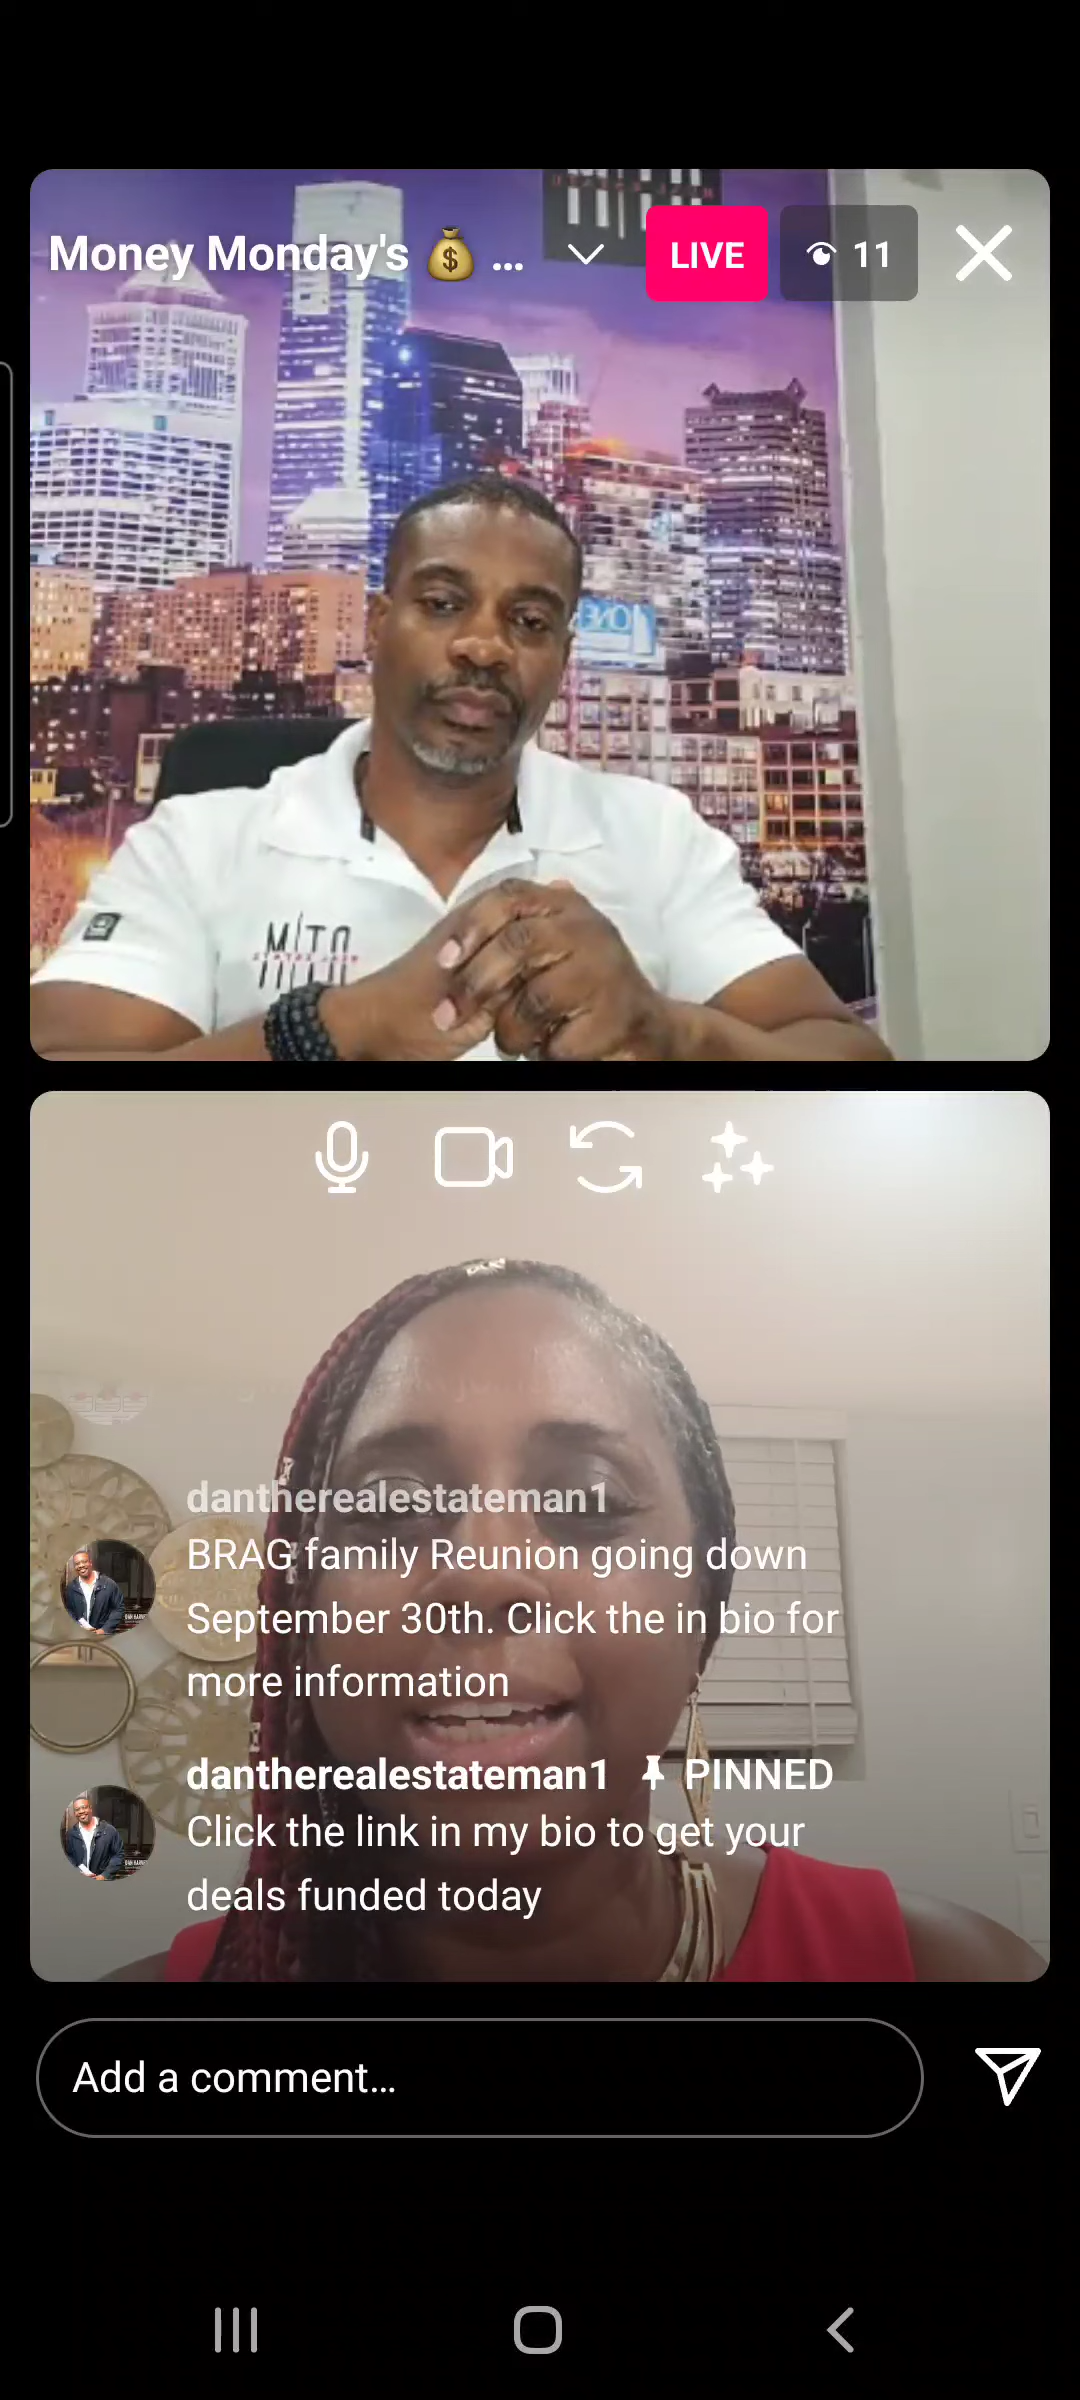 Money Monday's 💰 ...
LIVE
11
MITO
dantherealestateman1
BRAG family Reunion going down
September 30th. Click the in bio for
more information
dantherealestateman1 PINNED
Click the link in my bio to get your
deals funded today
Add a comment...